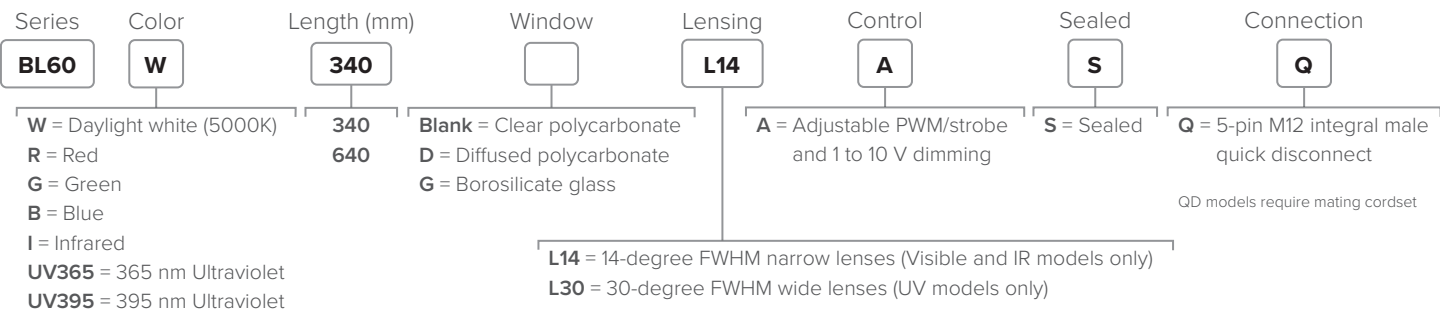 Series Color Length (mm) Window Lensing Control Sealed Connection
BL60 W 340 L14 A S Q
W = Daylight white (5000K)
R = Red
G = Green
B = Blue
I = Infrared
UV365 = 365 nm Ultraviolet
UV395 = 395 nm Ultraviolet
340
640
Blank = Clear polycarbonate
D = Diffused polycarbonate
G = Borosilicate glass
L14 = 14-degree FWHM narrow lenses (Visible and IR models only)
L30 = 30-degree FWHM wide lenses (UV models only)
A = Adjustable PWM/strobe
and 1 to 10 V dimming
S = Sealed
Q = 5-pin M12 integral male
quick disconnect
QD models require mating cordset